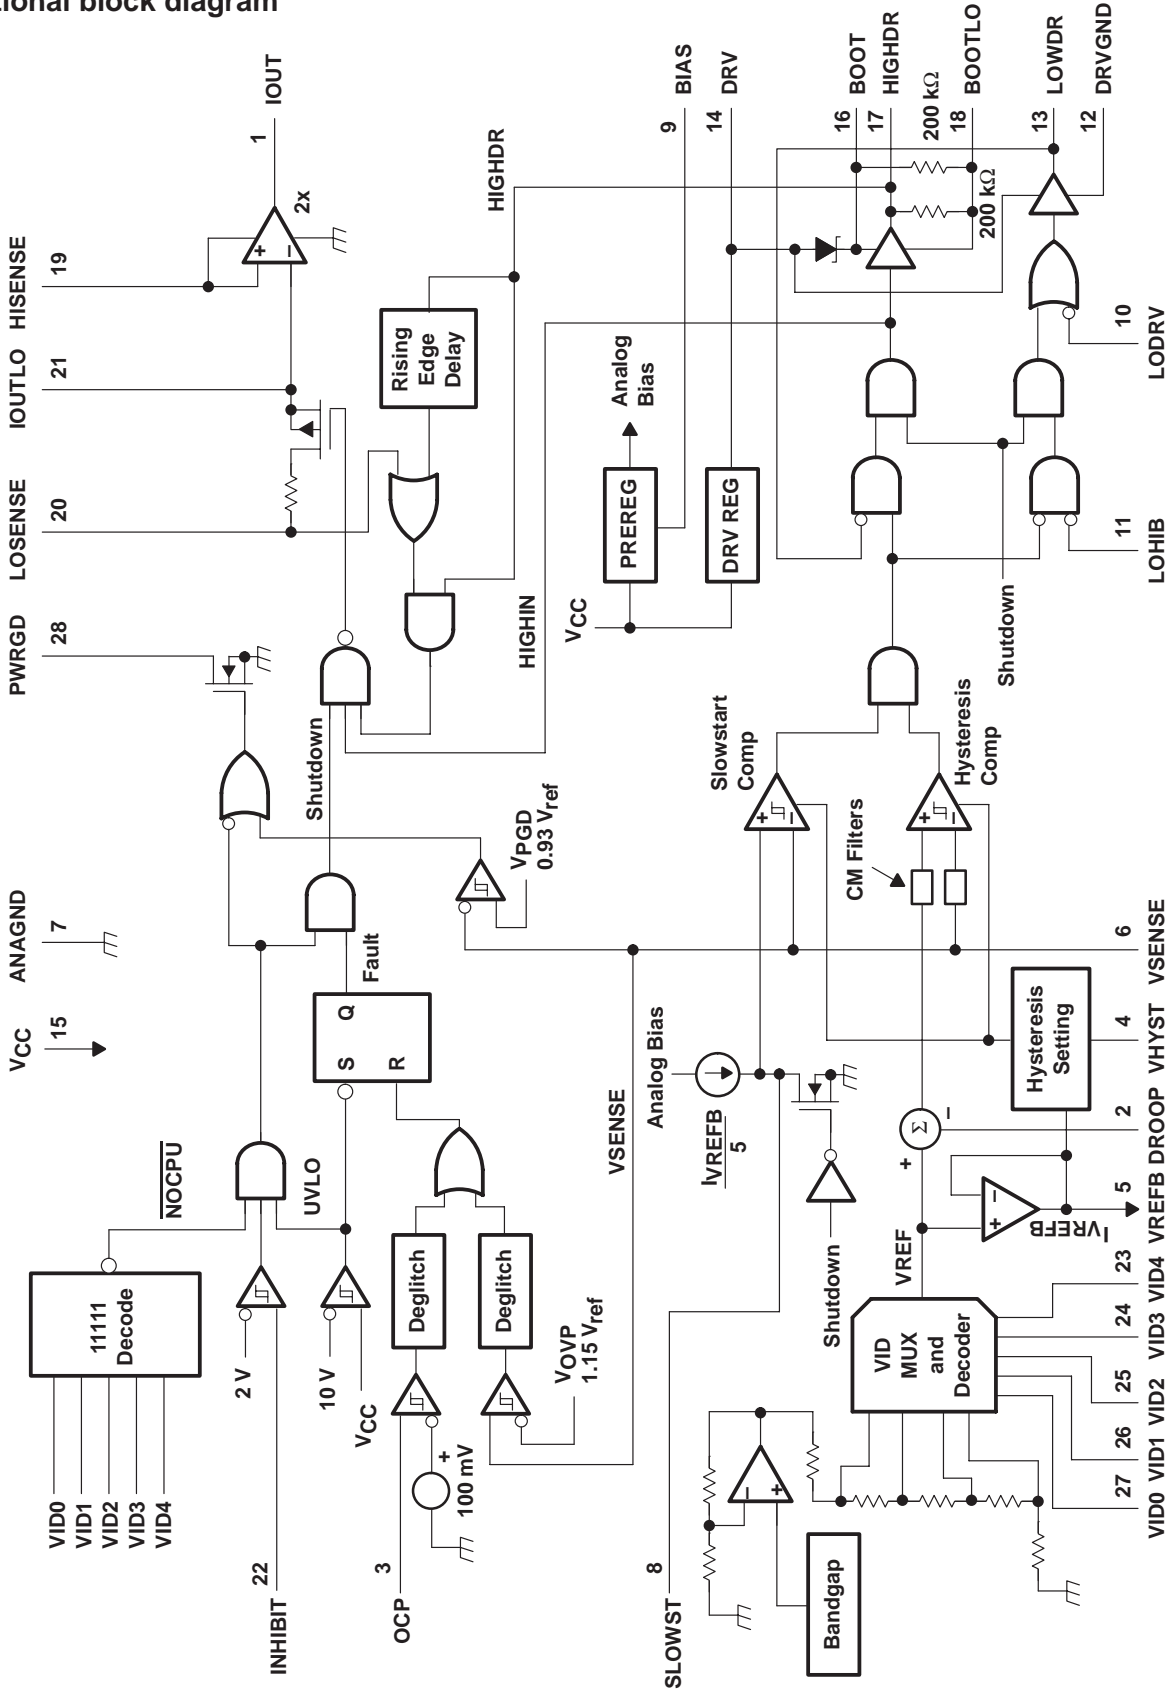 tional block diagram
PWRGD
28
LOSENSE
20
IOUTLO
21
HISENSE
19
1
IOUT
2x
ANAGND
7
VCC
15
NOCPU
11111
Decode
VID0
VID1
VID2
VID3
VID4
INHIBIT
22
2 V
10 V
VCC
UVLO
S
Q
R
Fault
Shutdown
Rising
Edge
Delay
HIGHDR
HIGHIN
OCP
3
100 mV
+
Deglitch
Deglitch
VOVP
1.15 Vref
VSENSE
VPGD
0.93 Vref
VCC
PREREG
Analog
Bias
DRV REG
9
BIAS
14
DRV
16
BOOT
17
HIGHDR
200 kΩ
18
BOOTLO
200 kΩ
13
LOWDR
12
DRVGND
SLOWST
8
Analog Bias
IVREFB
5
Shutdown
Slowstart
Comp
Hysteresis
Comp
CM Filters
Shutdown
Bandgap
VID
MUX
and
Decoder
VREF
Σ
+
−
IVREFB
Hysteresis
Setting
27
VID0
26
VID1
25
VID2
24
VID3
23
VID4
5
VREFB
2
DROOP
4
VHYST
6
VSENSE
11
LOHIB
10
LODRV